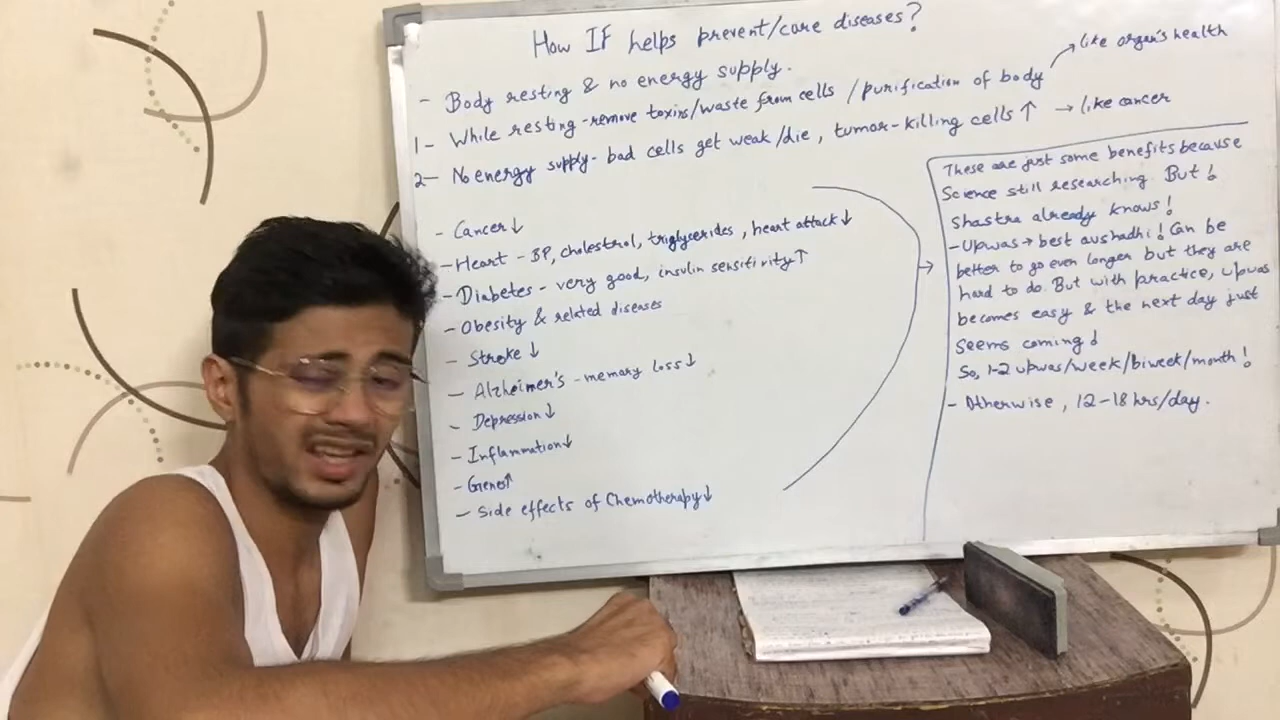 How IF helps prevent/cure diseases?
- Body resting & no energy supply.
1- While resting - remove toxins/waste from cells / purification of body → like organ's health
2- No energy supply - bad cells get weak/die, tumor-killing cells ↑ → like cancer
- Cancer ↓
- Heart - BP, cholestrol, triglycerides, heart attack ↓
- Diabetes - very good, insulin sensitivity ↑
- Obesity & related diseases
- Stroke ↓
- Alzheimer's - memory loss ↓
- Depression ↓
- Inflammation ↓
- Genes ↑
- Side effects of Chemotherapy ↓
These are just some benefits because
Science still researching. But!
Shastra already knows!
- Upwas → best aushadhi! Can be
better to go even longer but they are
hard to do. But with practice, upwas
becomes easy & the next day just
seems coming!
So, 1-2 upwas/week/biweek/month!
- Otherwise, 12-18 hrs/day.